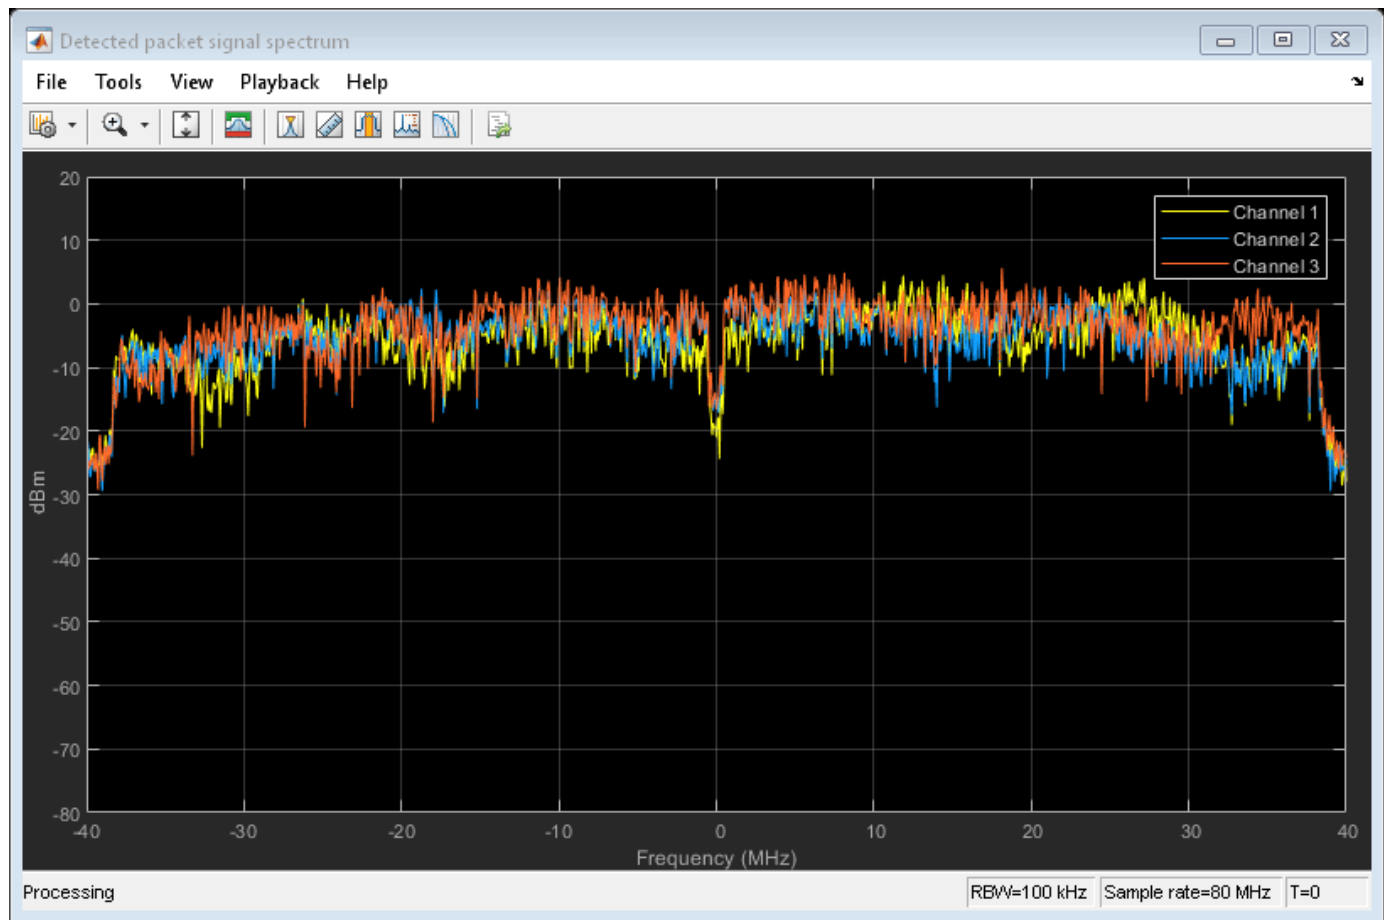 Detected packet signal spectrum
File Tools View Playback Help
20
10
0
-10
-20
-30
-40
-50
-60
-70
-80
dBm
Channel 1
Channel 2
Channel 3
-40 -30 -20 -10 0 10 20 30 40
Frequency (MHz)
Processing RBW=100 kHz Sample rate=80 MHz T=0